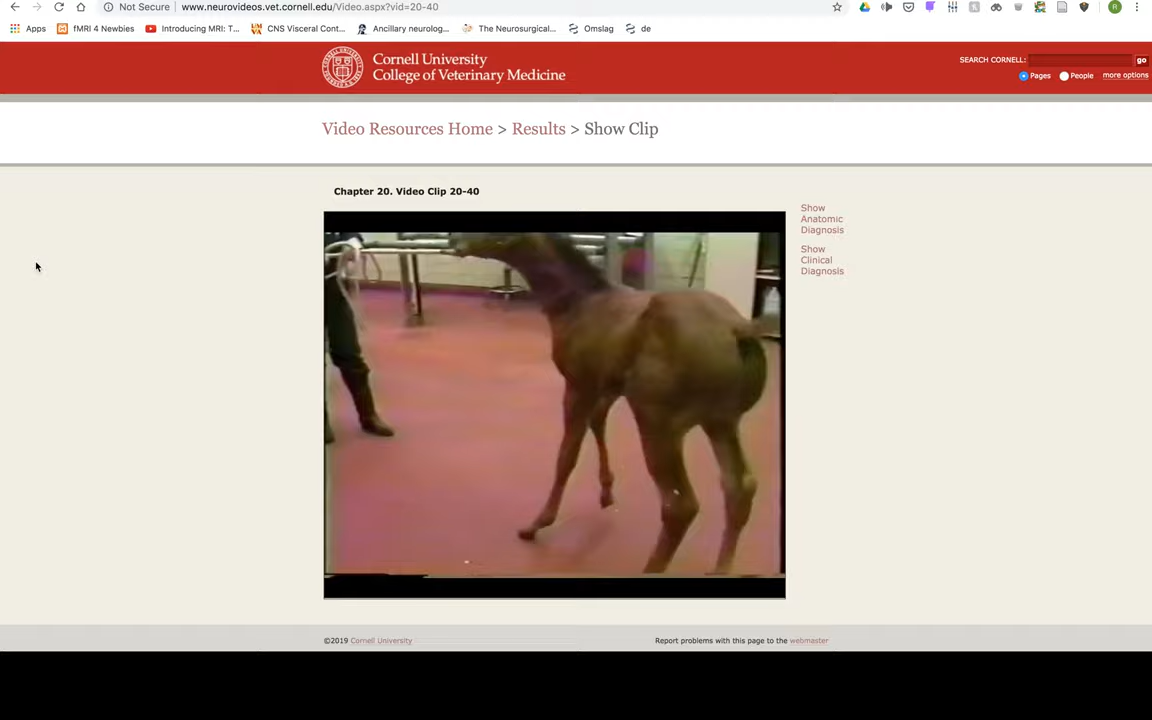 Not Secure | www.neurovideos.vet.cornell.edu/Video.aspx?vid=20-40
Apps fMRI 4 Newbies Introducing MRI: T... CNS Visceral Cont... Ancillary neurolog... The Neurosurgical... Omslag de
Cornell University
College of Veterinary Medicine
SEARCH CORNELL: go
Pages People more options
Video Resources Home > Results > Show Clip
Chapter 20. Video Clip 20-40
Show
Anatomic
Diagnosis
Show
Clinical
Diagnosis
©2019 Cornell University
Report problems with this page to the webmaster